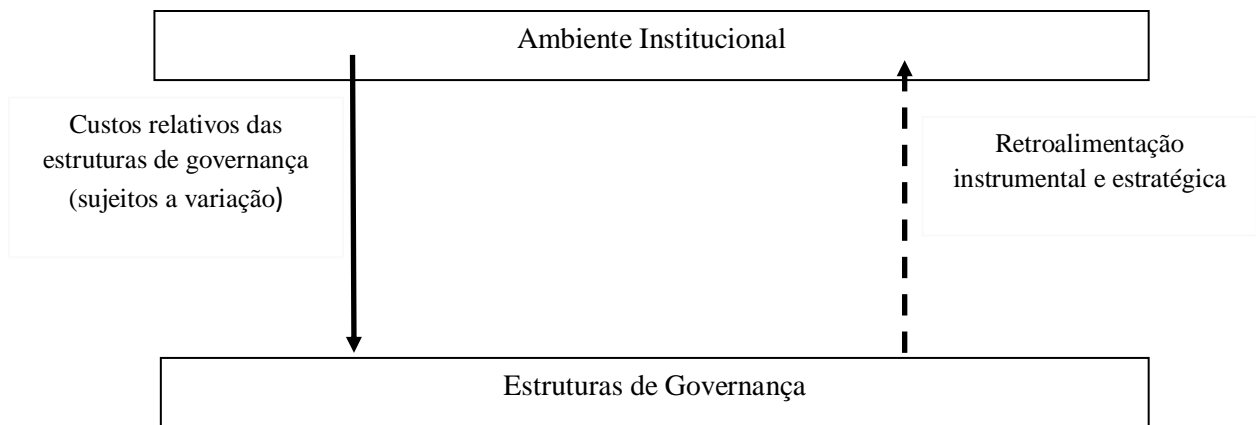 Ambiente Institucional
Custos relativos das
estruturas de governança
(sujeitos a variação)
Retroalimentação
instrumental e estratégica
Estruturas de Governança